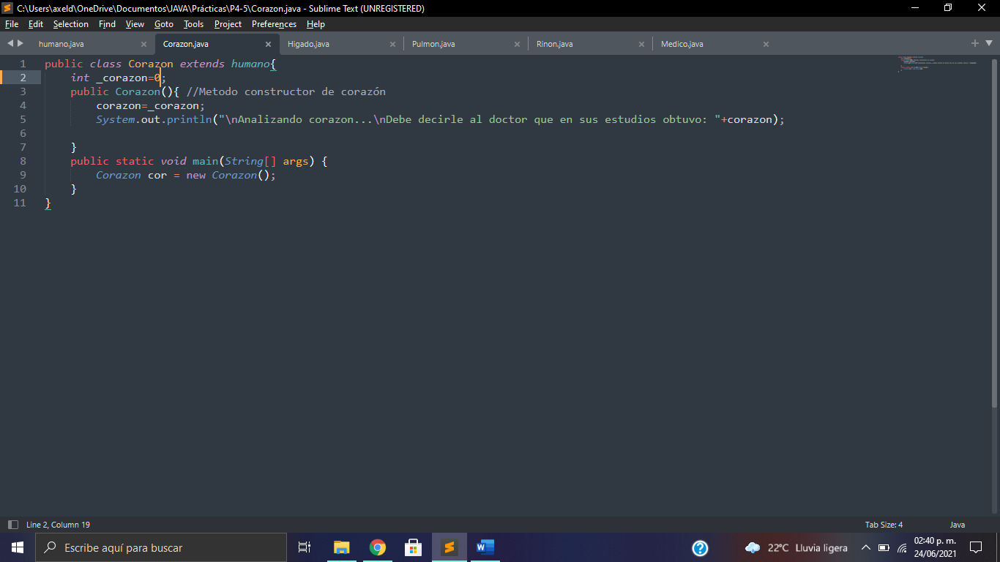 C:\Users\axeld\OneDrive\Documentos\JAVA\Prácticas\P4-5\Corazon.java - Sublime Text (UNREGISTERED)
File Edit Selection Find View Goto Tools Project Preferences Help
humano.java Corazon.java Higado.java Pulmon.java Rinon.java Medico.java
1 public class Corazon extends humano{
2 int _corazon=0;
3 public Corazon(){ //Metodo constructor de corazón
4 corazon=_corazon;
5 System.out.println("\nAnalizando corazon...\nDebe decirle al doctor que en sus estudios obtuvo: "+corazon);
6
7 }
8 public static void main(String[] args) {
9 Corazon cor = new Corazon();
10 }
11 }
Line 2, Column 19 Tab Size: 4 Java
Escribe aquí para buscar
22°C Lluvia ligera
02:40 p. m.
24/06/2021